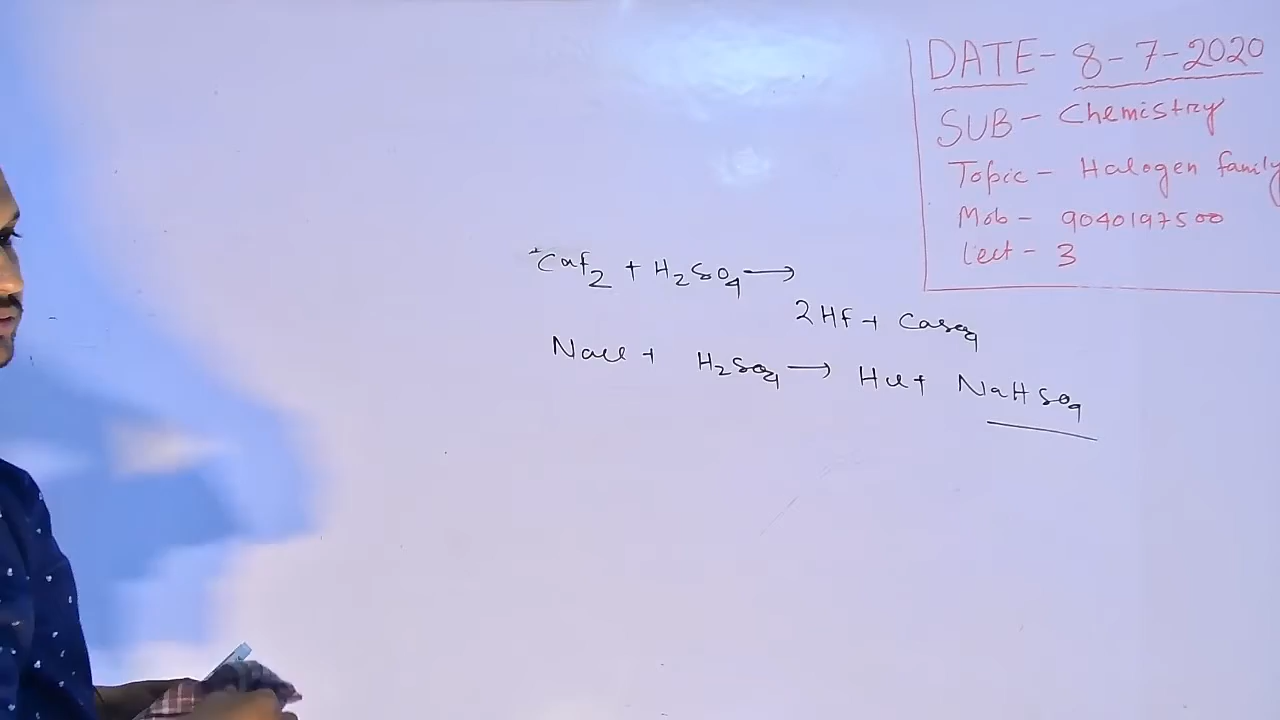 DATE- 8-7-2020
SUB- Chemistry
Topic- Halogen family
Mob- 9040197500
Lect- 3
CaF2 + H2SO4 →
2HF + CaSO4
NaCl + H2SO4 → HCl + NaHSO4